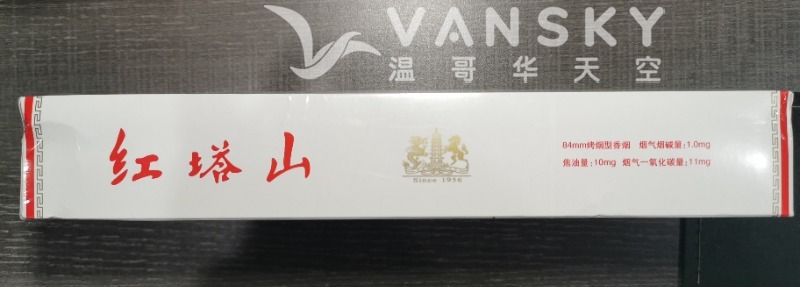 VANSKY
温哥华天空
红塔山
Since 1956
84mm烤烟型香烟 烟气烟碱量:1.0mg
焦油量:10mg 烟气一氧化碳量:11mg